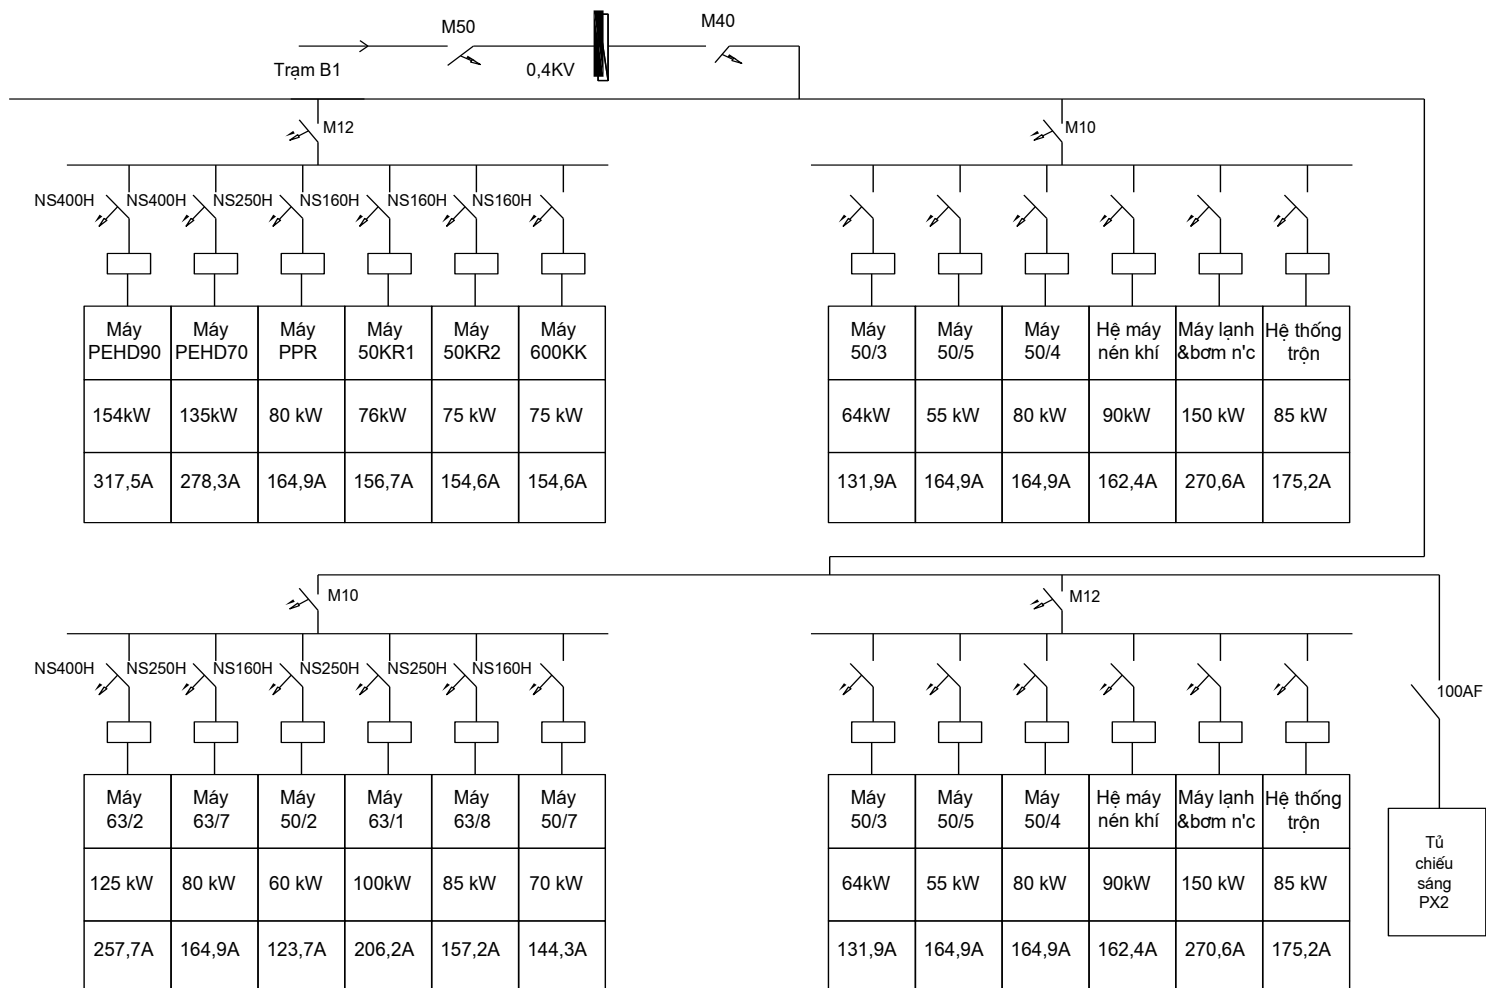 M50
M40
Trạm B1
0,4KV
M12
M10
NS400H
NS400H
NS250H
NS160H
NS160H
NS160H
Máy
PEHD90
Máy
PEHD70
Máy
PPR
Máy
50KR1
Máy
50KR2
Máy
600KK
154kW
135kW
80 kW
76kW
75 kW
75 kW
317,5A
278,3A
164,9A
156,7A
154,6A
154,6A
Máy
50/3
Máy
50/5
Máy
50/4
Hệ máy
nén khí
Máy lạnh
&bơm n'c
Hệ thống
trộn
64kW
55 kW
80 kW
90kW
150 kW
85 kW
131,9A
164,9A
164,9A
162,4A
270,6A
175,2A
M10
M12
NS400H
NS250H
NS160H
NS250H
NS250H
NS160H
100AF
Máy
63/2
Máy
63/7
Máy
50/2
Máy
63/1
Máy
63/8
Máy
50/7
125 kW
80 kW
60 kW
100kW
85 kW
70 kW
257,7A
164,9A
123,7A
206,2A
157,2A
144,3A
Máy
50/3
Máy
50/5
Máy
50/4
Hệ máy
nén khí
Máy lạnh
&bơm n'c
Hệ thống
trộn
64kW
55 kW
80 kW
90kW
150 kW
85 kW
131,9A
164,9A
164,9A
162,4A
270,6A
175,2A
Tủ
chiếu
sáng
PX2